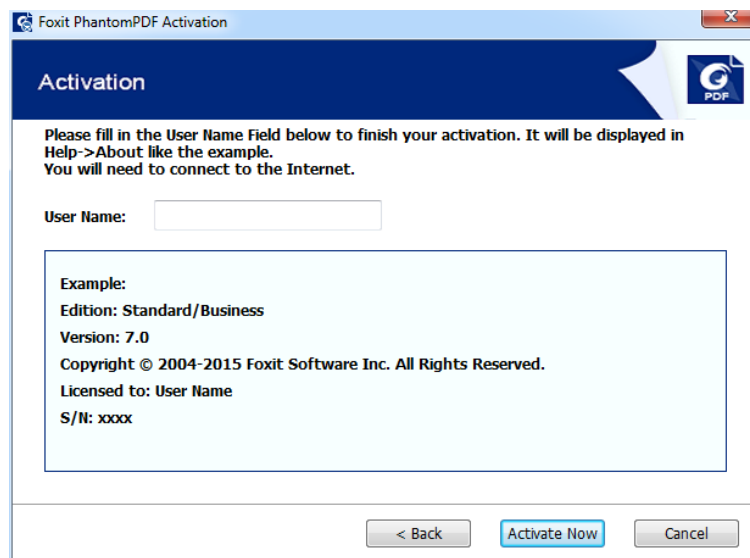 Foxit PhantomPDF Activation
Activation
PDF
Please fill in the User Name Field below to finish your activation. It will be displayed in
Help->About like the example.
You will need to connect to the Internet.
User Name:
Example:
Edition: Standard/Business
Version: 7.0
Copyright © 2004-2015 Foxit Software Inc. All Rights Reserved.
Licensed to: User Name
S/N: xxxx
< Back Activate Now Cancel